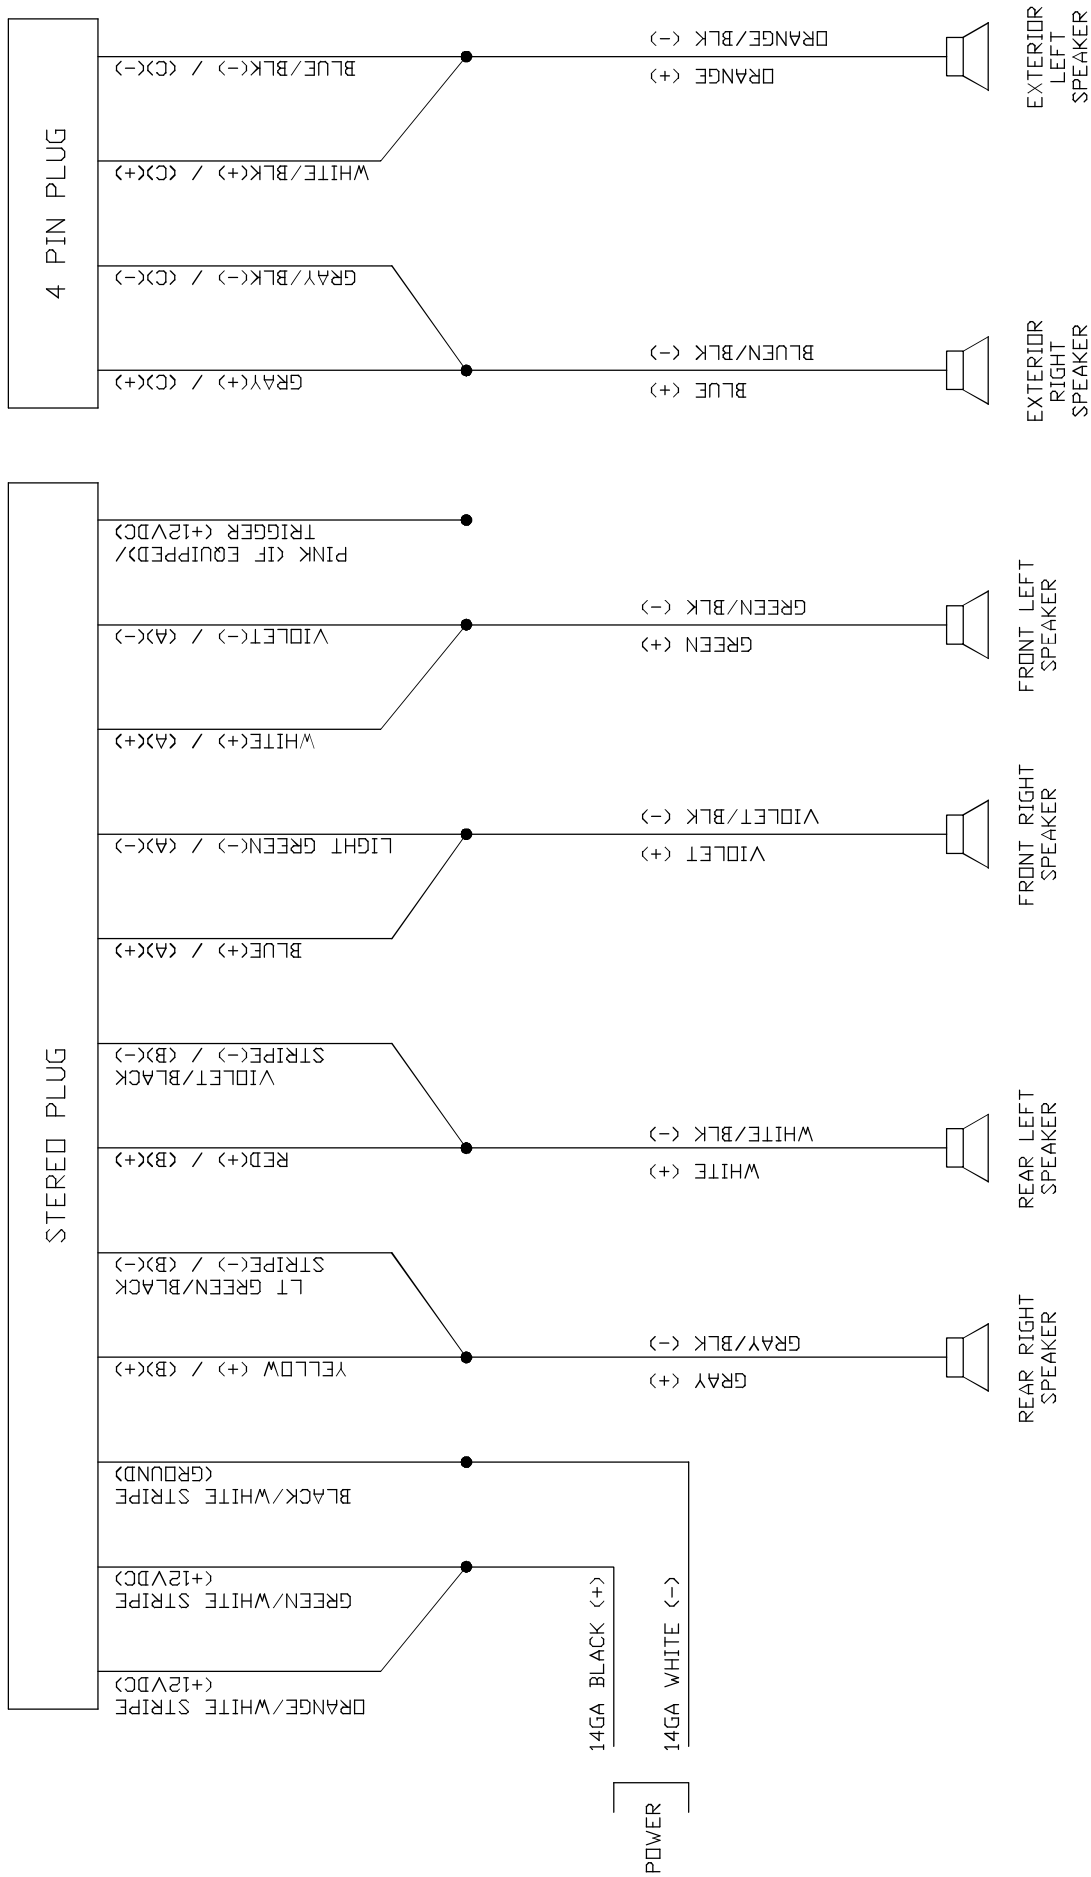 4 PIN PLUG
BLUE/BLK(-) / (C)(-)
WHITE/BLK(+) / (C)(+)
GRAY/BLK(-) / (C)(-)
GRAY(+) / (C)(+)
ORANGE/BLK (-)
ORANGE (+)
EXTERIOR
LEFT
SPEAKER
BLUEN/BLK (-)
BLUE (+)
EXTERIOR
RIGHT
SPEAKER
STEREO PLUG
PINK (IF EQUIPPED)/
TRIGGER (+12VDC)
VIOLET(-) / (A)(-)
WHITE(+) / (A)(+)
GREEN/BLK (-)
GREEN (+)
FRONT LEFT
SPEAKER
LIGHT GREEN(-) / (A)(-)
BLUE(+) / (A)(+)
VIOLET/BLK (-)
VIOLET (+)
FRONT RIGHT
SPEAKER
VIOLET/BLACK
STRIPE(-) / (B)(-)
RED(+) / (B)(+)
WHITE/BLK (-)
WHITE (+)
REAR LEFT
SPEAKER
LT GREEN/BLACK
STRIPE(-) / (B)(-)
YELLOW (+) / (B)(+)
GRAY/BLK (-)
GRAY (+)
REAR RIGHT
SPEAKER
BLACK/WHITE STRIPE
(GROUND)
GREEN/WHITE STRIPE
(+12VDC)
ORANGE/WHITE STRIPE
(+12VDC)
14GA BLACK (+)
14GA WHITE (-)
POWER